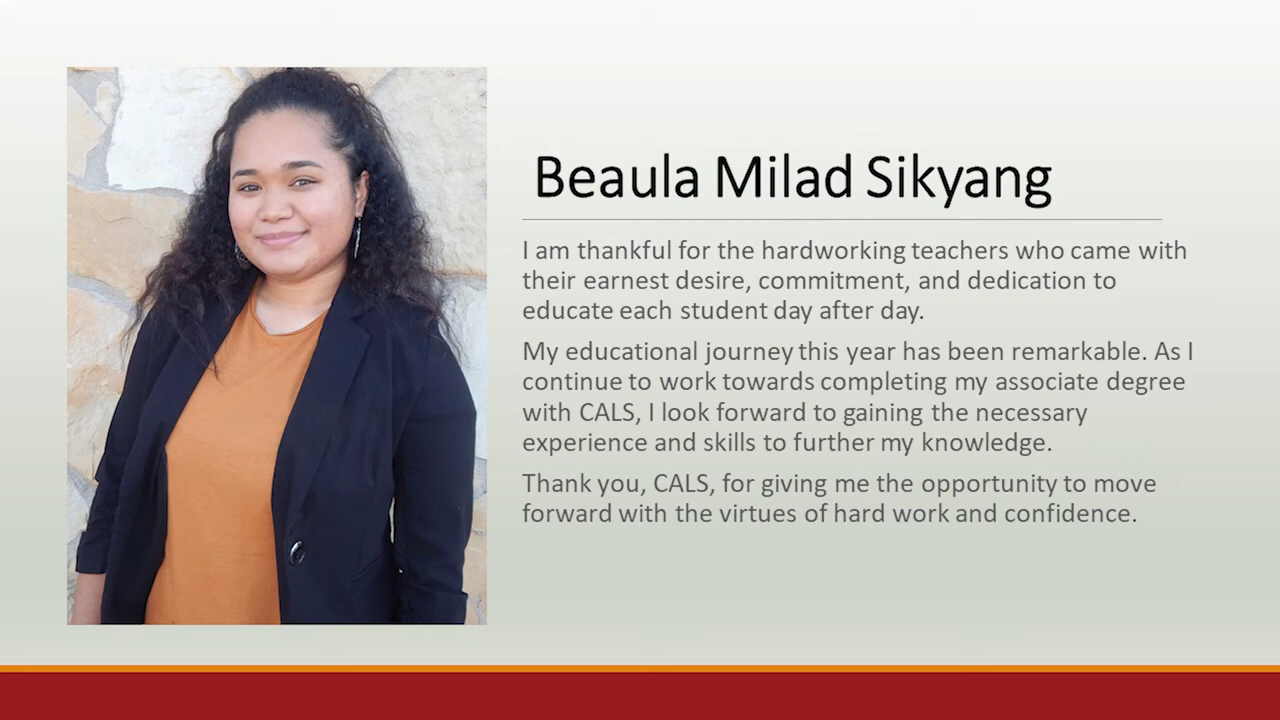 Beaula Milad Sikyang
I am thankful for the hardworking teachers who came with
their earnest desire, commitment, and dedication to
educate each student day after day.
My educational journey this year has been remarkable. As I
continue to work towards completing my associate degree
with CALS, I look forward to gaining the necessary
experience and skills to further my knowledge.
Thank you, CALS, for giving me the opportunity to move
forward with the virtues of hard work and confidence.